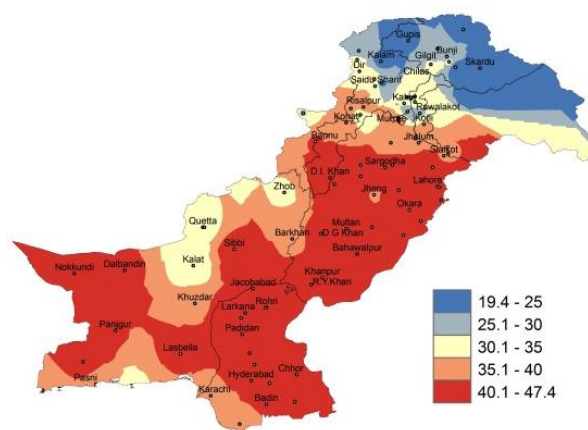 Gupis
Kalam
Gilgit
Bunji
Skardu
Dir
Chilas
Saidu Sharif
Risalpur
Rawalakot
Kohat
Kotli
Bannu
Jhelum
Sialkot
D.I. Khan
Sargodha
Lahore
Zhob
Jhang
Okara
Quetta
Multan
Barkhan
D G Khan
Sibbi
Bahawalpur
Kalat
Nokkundi
Dalbandin
Khanpur
R.Y.Khan
Jacobabad
Khuzdar
Larkana
Rohri
Panjgur
Padidan
Lasbella
Pasni
Hyderabad
Chhor
Karachi
Badin
19.4 - 25
25.1 - 30
30.1 - 35
35.1 - 40
40.1 - 47.4